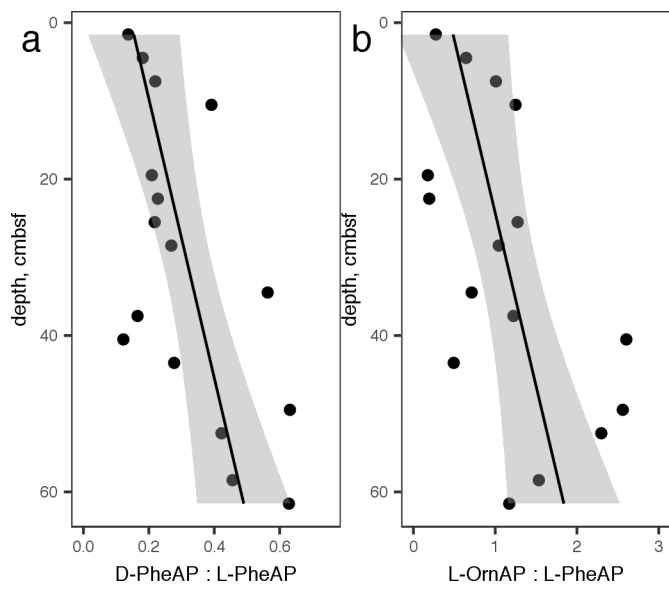 a
b
0
20
40
60
depth, cmbsf
0.0 0.2 0.4 0.6
D-PheAP : L-PheAP
0
20
40
60
depth, cmbsf
0 1 2 3
L-OrnAP : L-PheAP